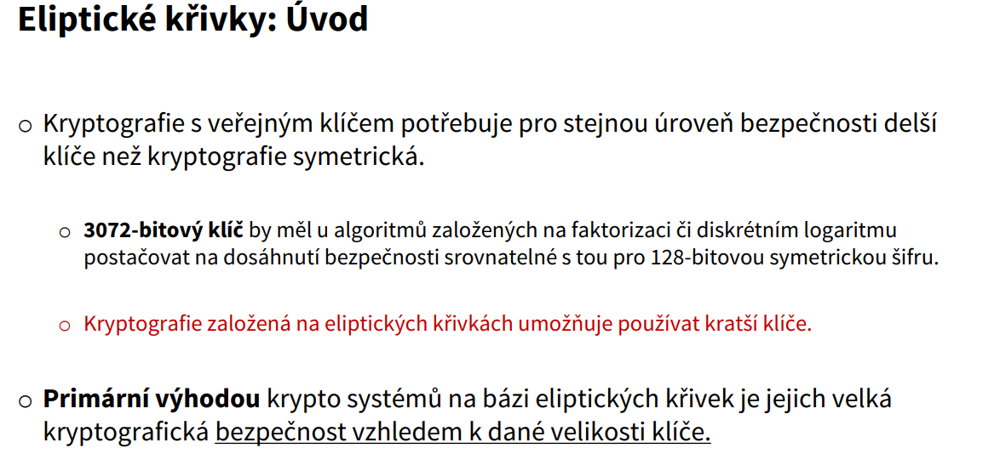 Eliptické křivky: Úvod
○ Kryptografie s veřejným klíčem potřebuje pro stejnou úroveň bezpečnosti delší
klíče než kryptografie symetrická.
○ 3072-bitový klíč by měl u algoritmů založených na faktorizaci či diskrétním logaritmu
postačovat na dosáhnutí bezpečnosti srovnatelné s tou pro 128-bitovou symetrickou šifru.
○ Kryptografie založená na eliptických křivkách umožňuje používat kratší klíče.
○ Primární výhodou krypto systémů na bázi eliptických křivek je jejich velká
kryptografická bezpečnost vzhledem k dané velikosti klíče.